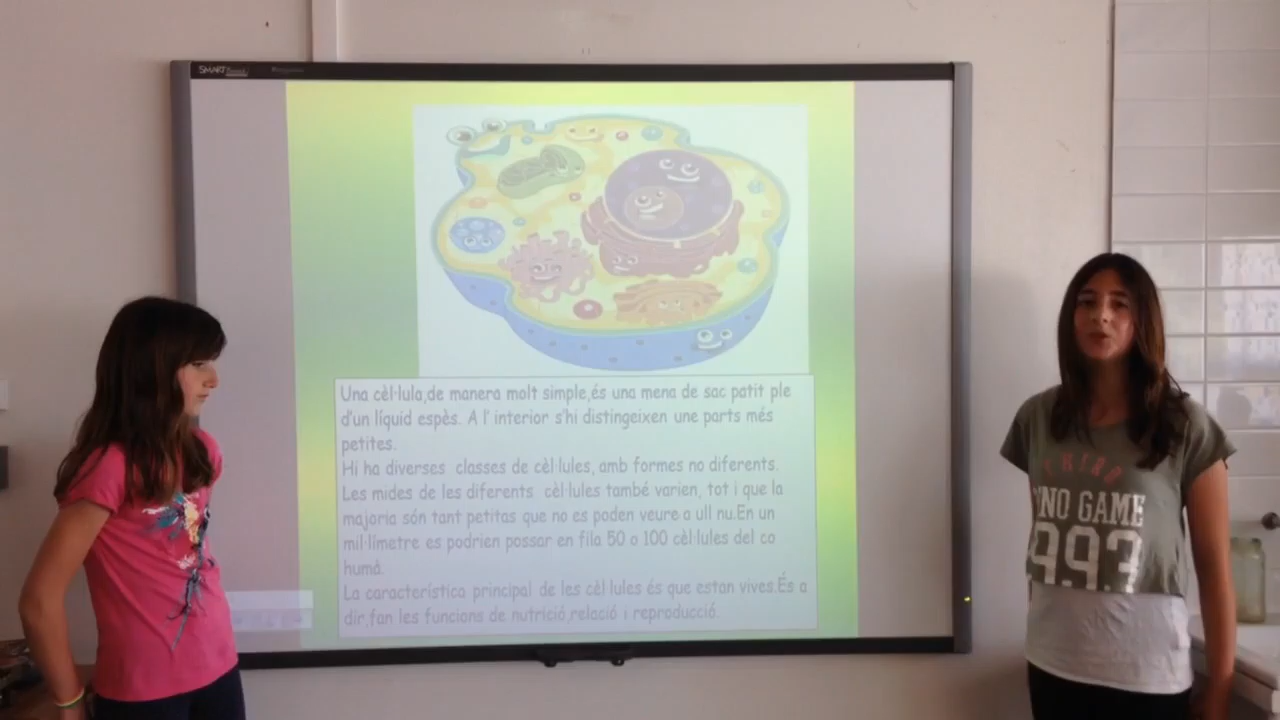 SMART
Una cèl·lula,de manera molt simple,és una mena de sac patit ple
d'un líquid espès. A l' interior s'hi distingeixen une parts més
petites.
Hi ha diverses classes de cèl·lules, amb formes no diferents.
Les mides de les diferents cèl·lules també varien, tot i que la
majoria són tant petitas que no es poden veure a ull nu.En un
mil·límetre es podrien possar en fila 50 o 100 cèl·lules del co
humà.
La característica principal de les cèl·lules és que estan vives.És a
dir,fan les funcions de nutrició,relació i reproducció.
NO GAME
993